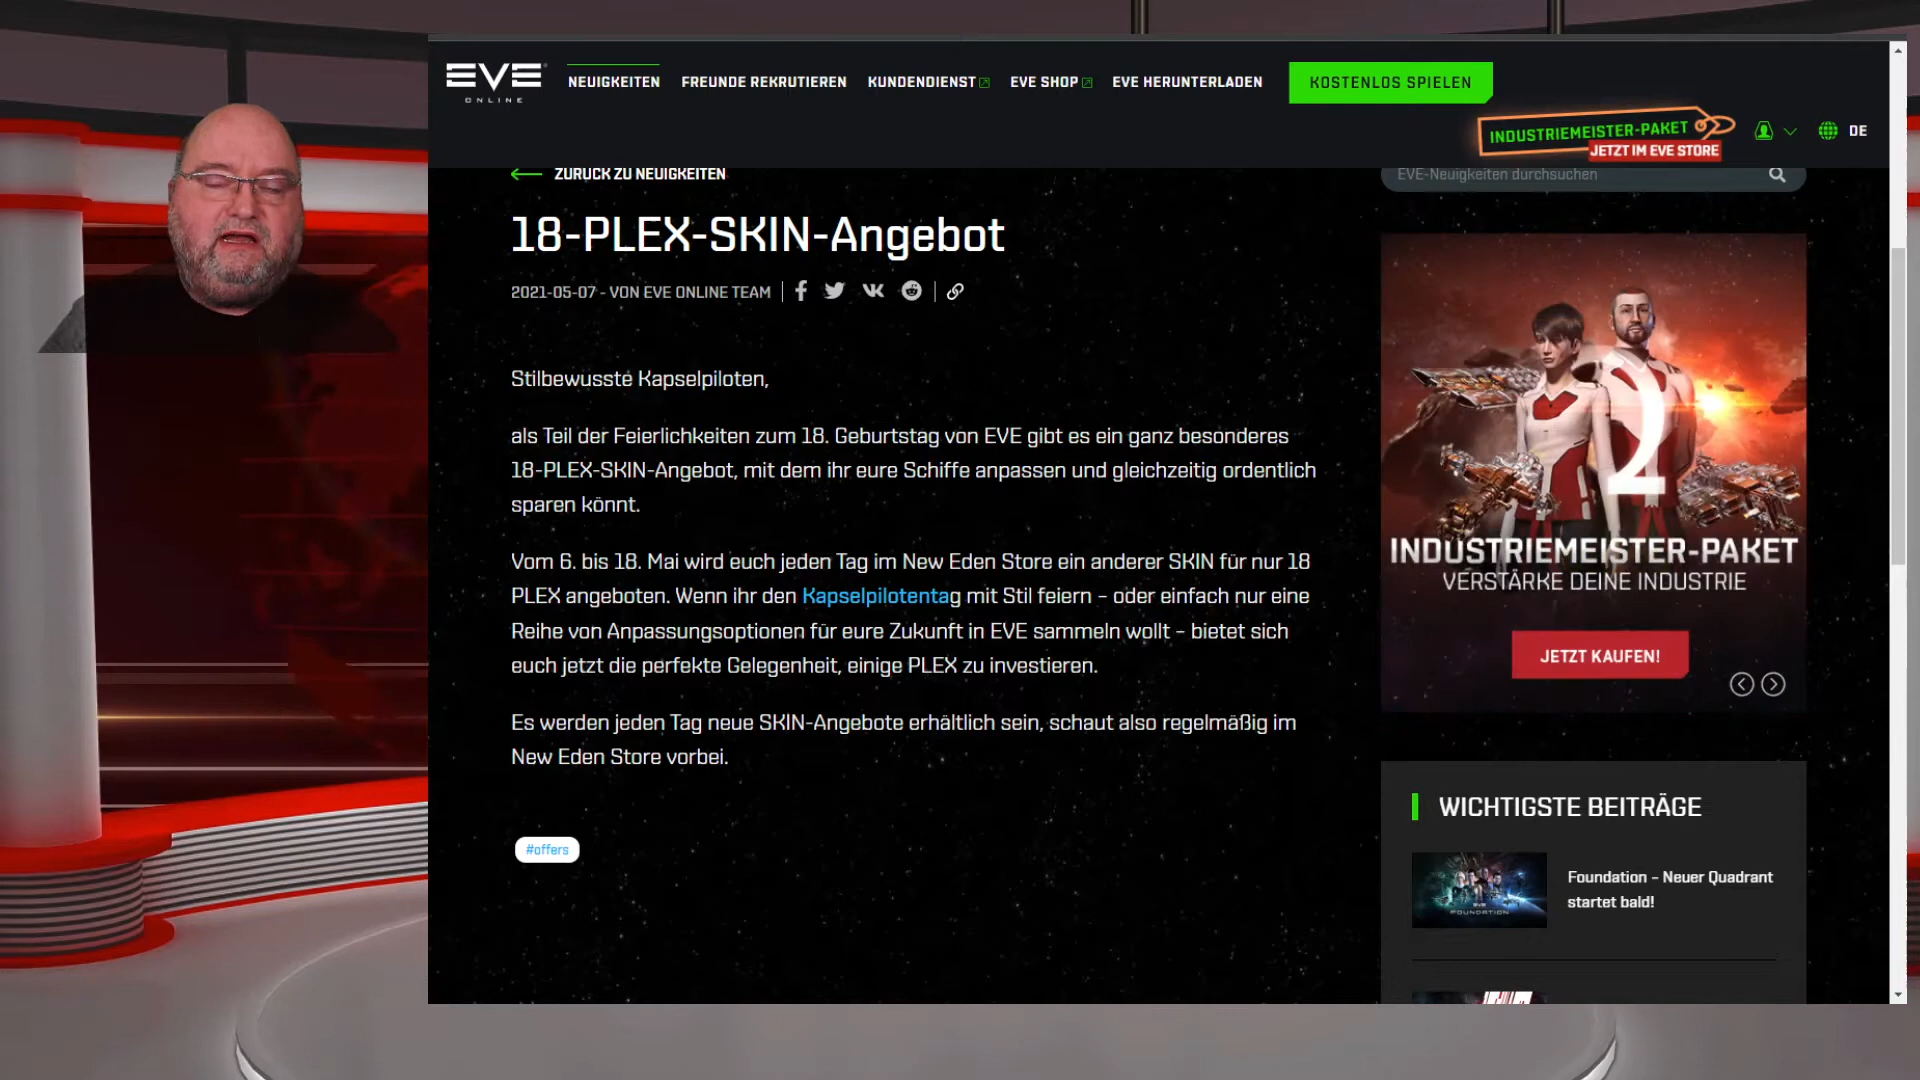 EVE
ONLINE
NEUIGKEITEN
FREUNDE REKRUTIEREN
KUNDENDIENST
EVE SHOP
EVE HERUNTERLADEN
KOSTENLOS SPIELEN
INDUSTRIEMEISTER-PAKET
JETZT IM EVE STORE
DE
ZURÜCK ZU NEUIGKEITEN
EVE-Neuigkeiten durchsuchen
18-PLEX-SKIN-Angebot
2021-05-07 - VON EVE ONLINE TEAM
Stilbewusste Kapselpiloten,
als Teil der Feierlichkeiten zum 18. Geburtstag von EVE gibt es ein ganz besonderes
18-PLEX-SKIN-Angebot, mit dem ihr eure Schiffe anpassen und gleichzeitig ordentlich
sparen könnt.
Vom 6. bis 18. Mai wird euch jeden Tag im New Eden Store ein anderer SKIN für nur 18
PLEX angeboten. Wenn ihr den Kapselpilotentag mit Stil feiern – oder einfach nur eine
Reihe von Anpassungsoptionen für eure Zukunft in EVE sammeln wollt – bietet sich
euch jetzt die perfekte Gelegenheit, einige PLEX zu investieren.
Es werden jeden Tag neue SKIN-Angebote erhältlich sein, schaut also regelmäßig im
New Eden Store vorbei.
#offers
2
INDUSTRIEMEISTER-PAKET
VERSTÄRKE DEINE INDUSTRIE
JETZT KAUFEN!
WICHTIGSTE BEITRÄGE
EVE
FOUNDATION
Foundation – Neuer Quadrant
startet bald!